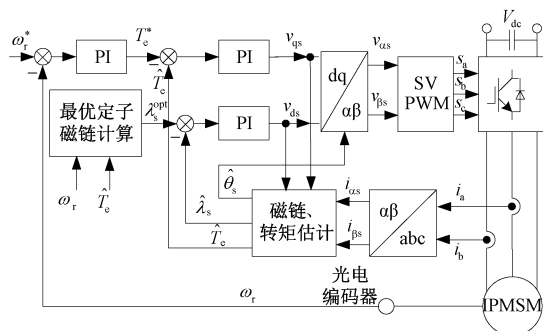 V_dc
ω_r* PI T_e* PI v_qs v_αs s_a
T̂_e dq SV s_b
最优定子 λ_s^opt PI v_ds αβ v_βs PWM s_c
磁链计算
θ̂_s i_αs αβ i_a
ω_r T̂_e λ̂_s 磁链、
T̂_e 转矩估计 i_βs abc i_b
光电
ω_r 编码器 IPMSM